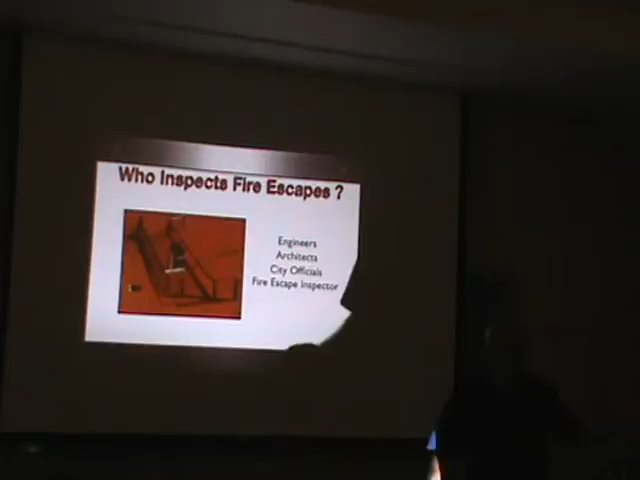 Who Inspects Fire Escapes ?
Engineers
Architects
City Officials
Fire Escape Inspector